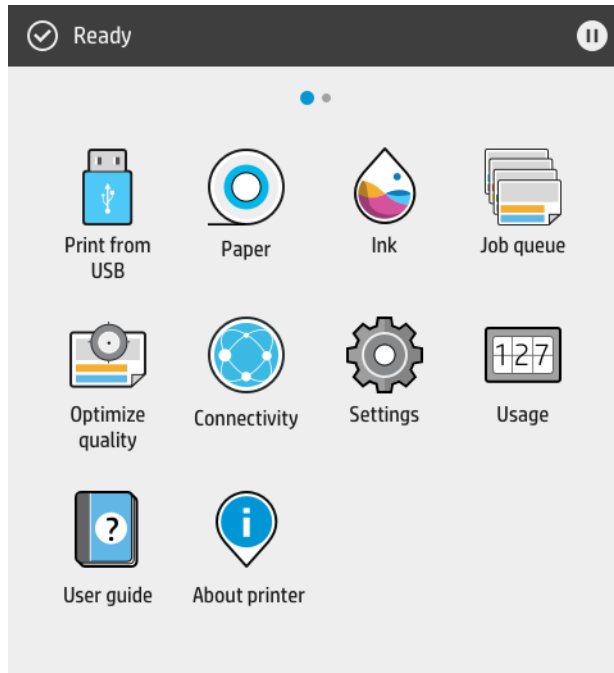 Ready
Print from
USB
Paper
Ink
Job queue
Optimize
quality
Connectivity
Settings
127
Usage
?
User guide
i
About printer